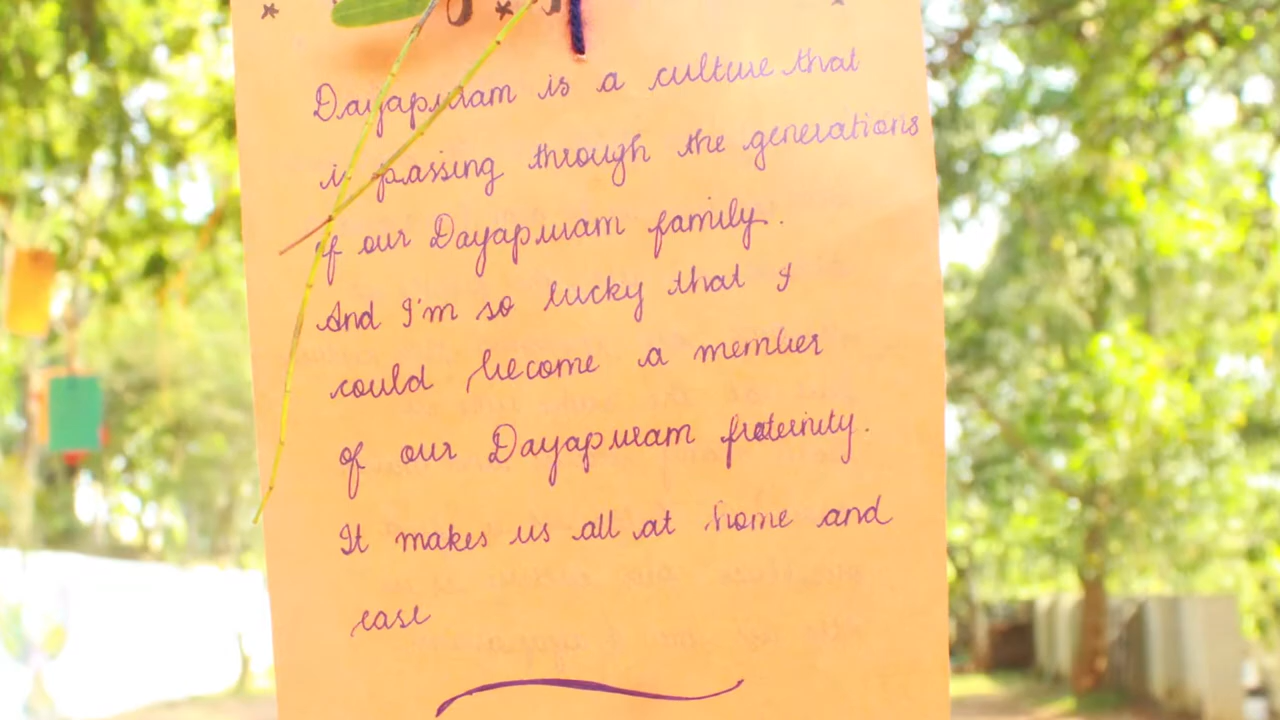 Dayapuram is a culture that
is passing through the generations
of our Dayapuram family.
And I'm so lucky that I
could become a member
of our Dayapuram fraternity.
It makes us all at home and
ease